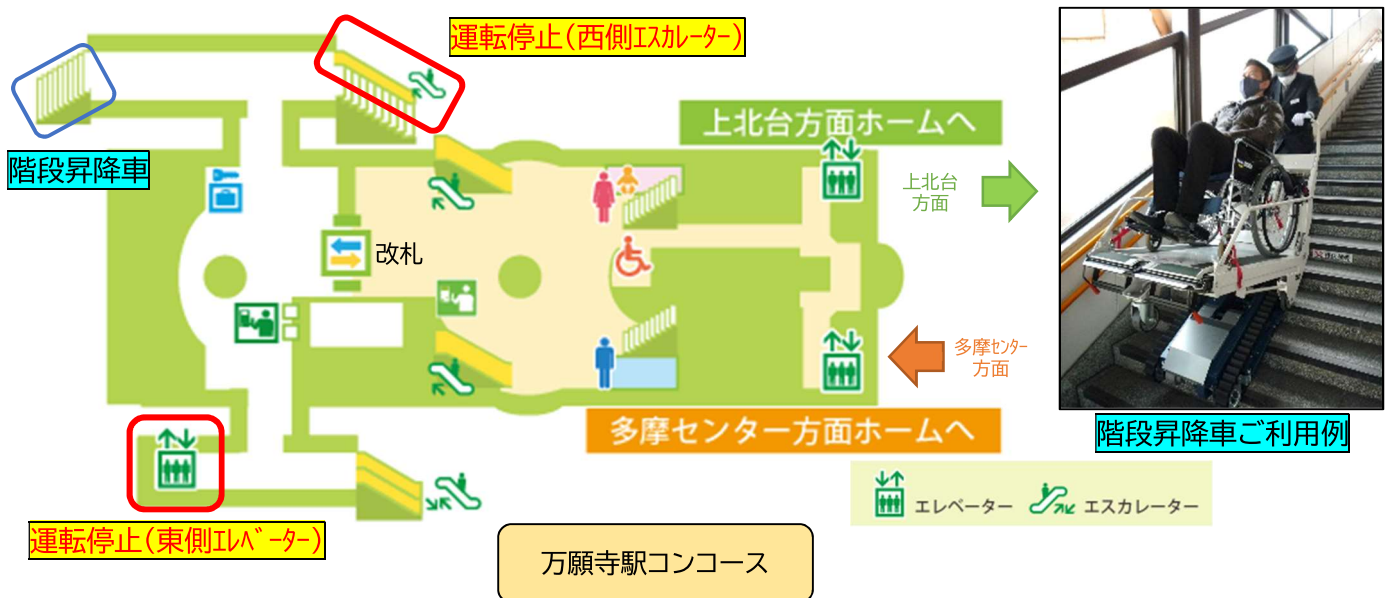 運転停止(西側エスカレーター)
上北台方面ホームへ
階段昇降車
上北台
方面
改札
多摩センター
方面
多摩センター方面ホームへ
階段昇降車ご利用例
エレベーター エスカレーター
運転停止(東側エレベーター)
万願寺駅コンコース